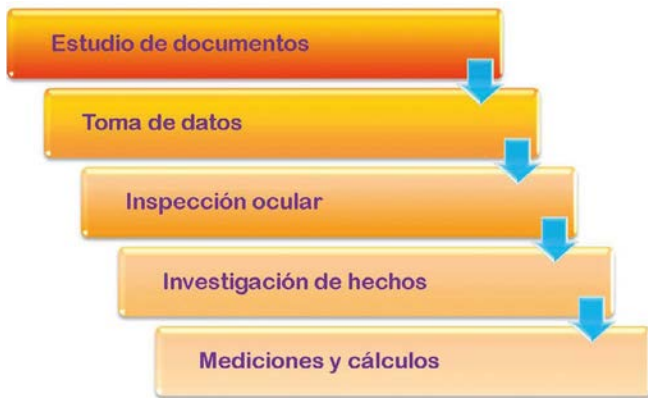 Estudio de documentos
Toma de datos
Inspección ocular
Investigación de hechos
Mediciones y cálculos